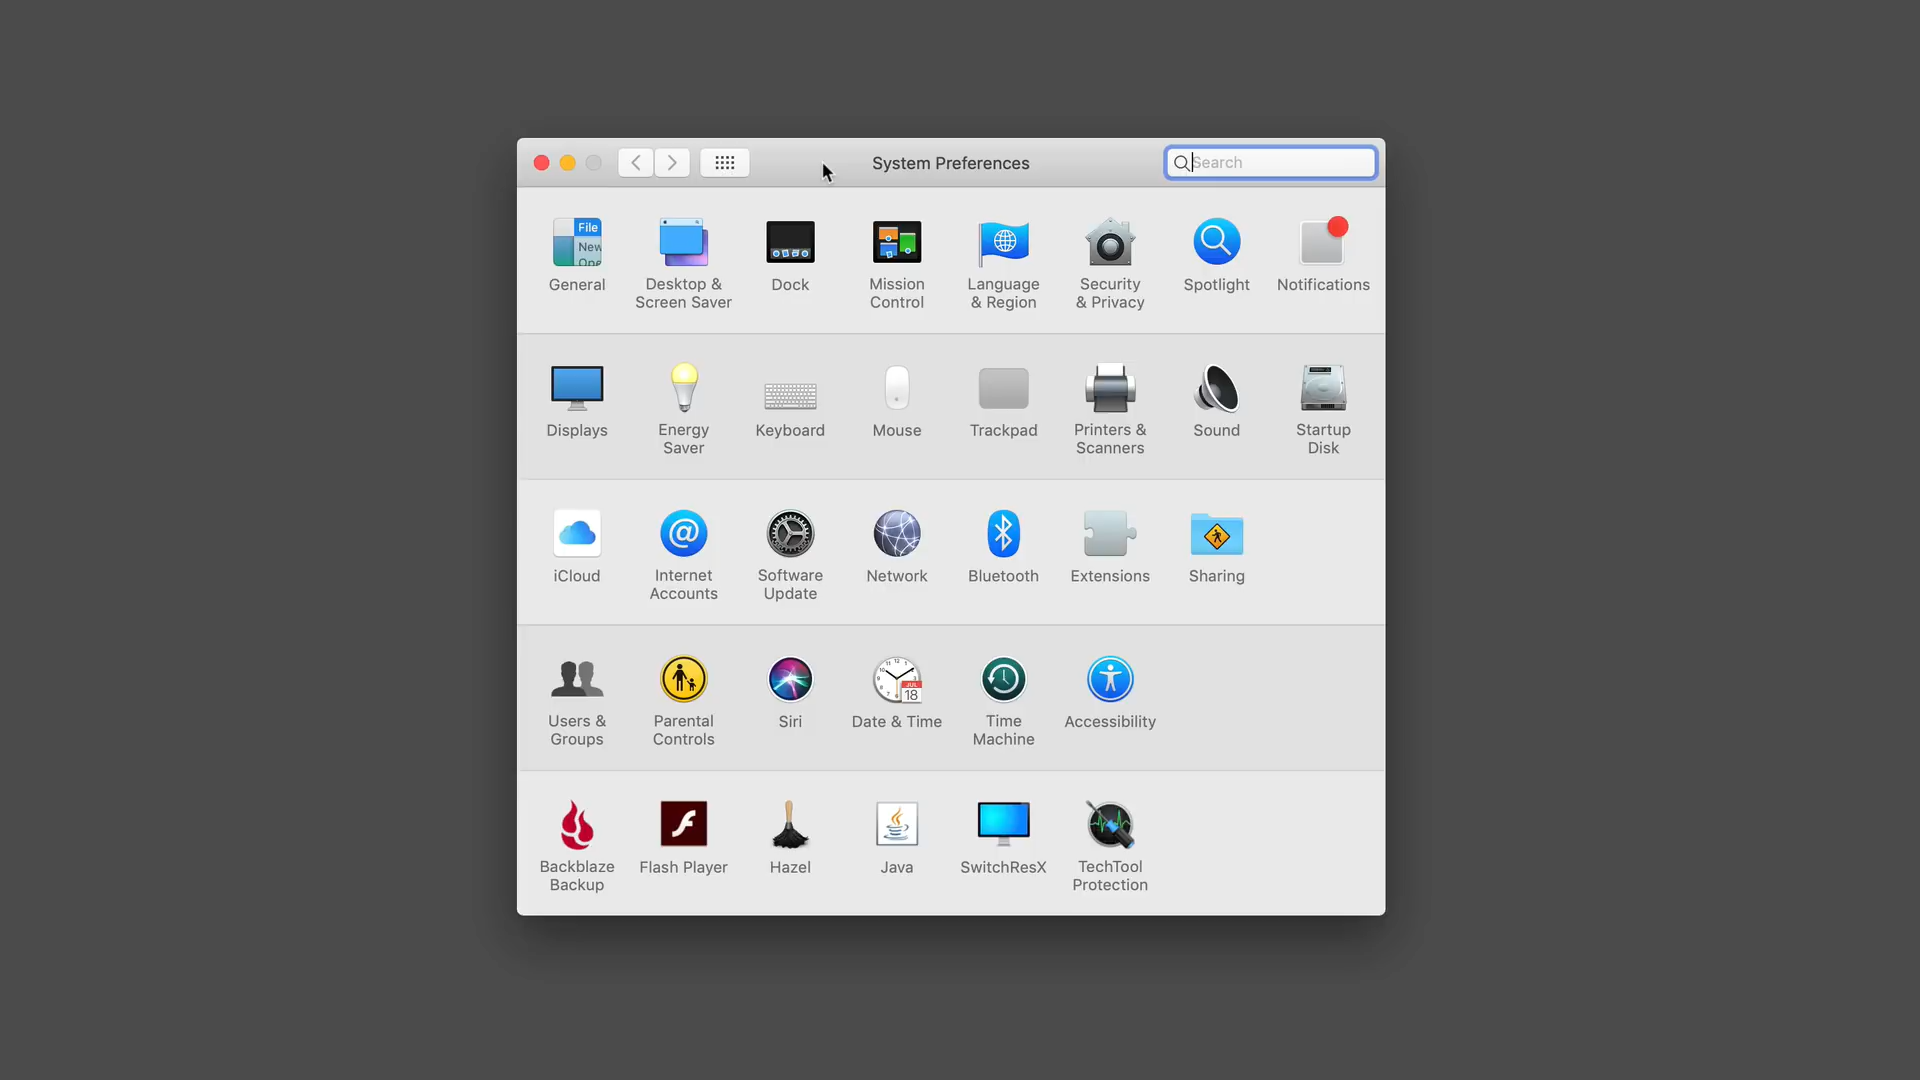 System Preferences
Search
File
New
Ope
General
Desktop &
Screen Saver
Dock
Mission
Control
Language
& Region
Security
& Privacy
Spotlight
Notifications
Displays
Energy
Saver
Keyboard
Mouse
Trackpad
Printers &
Scanners
Sound
Startup
Disk
iCloud
@
Internet
Accounts
Software
Update
Network
Bluetooth
Extensions
Sharing
Users &
Groups
Parental
Controls
Siri
JUL
18
Date & Time
Time
Machine
Accessibility
Backblaze
Backup
Flash Player
Hazel
Java
SwitchResX
TechTool
Protection